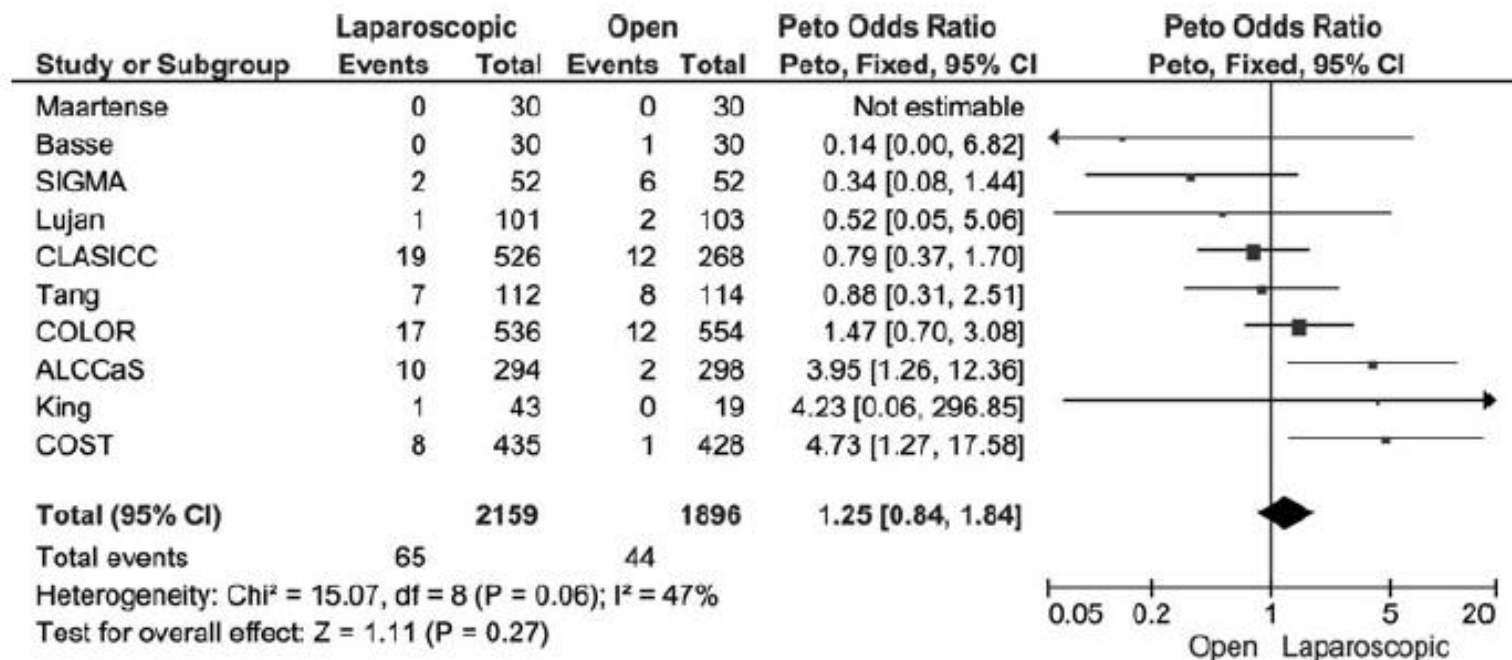 Laparoscopic Open Peto Odds Ratio Peto Odds Ratio
Study or Subgroup Events Total Events Total Peto, Fixed, 95% CI Peto, Fixed, 95% CI
Maartense 0 30 0 30 Not estimable
Basse 0 30 1 30 0.14 [0.00, 6.82]
SIGMA 2 52 6 52 0.34 [0.08, 1.44]
Lujan 1 101 2 103 0.52 [0.05, 5.06]
CLASICC 19 526 12 268 0.79 [0.37, 1.70]
Tang 7 112 8 114 0.88 [0.31, 2.51]
COLOR 17 536 12 554 1.47 [0.70, 3.08]
ALCCaS 10 294 2 298 3.95 [1.26, 12.36]
King 1 43 0 19 4.23 [0.06, 296.85]
COST 8 435 1 428 4.73 [1.27, 17.58]
Total (95% CI) 2159 1896 1.25 [0.84, 1.84]
Total events 65 44
Heterogeneity: Chi² = 15.07, df = 8 (P = 0.06); I² = 47%
Test for overall effect: Z = 1.11 (P = 0.27)
0.05 0.2 1 5 20
Open Laparoscopic